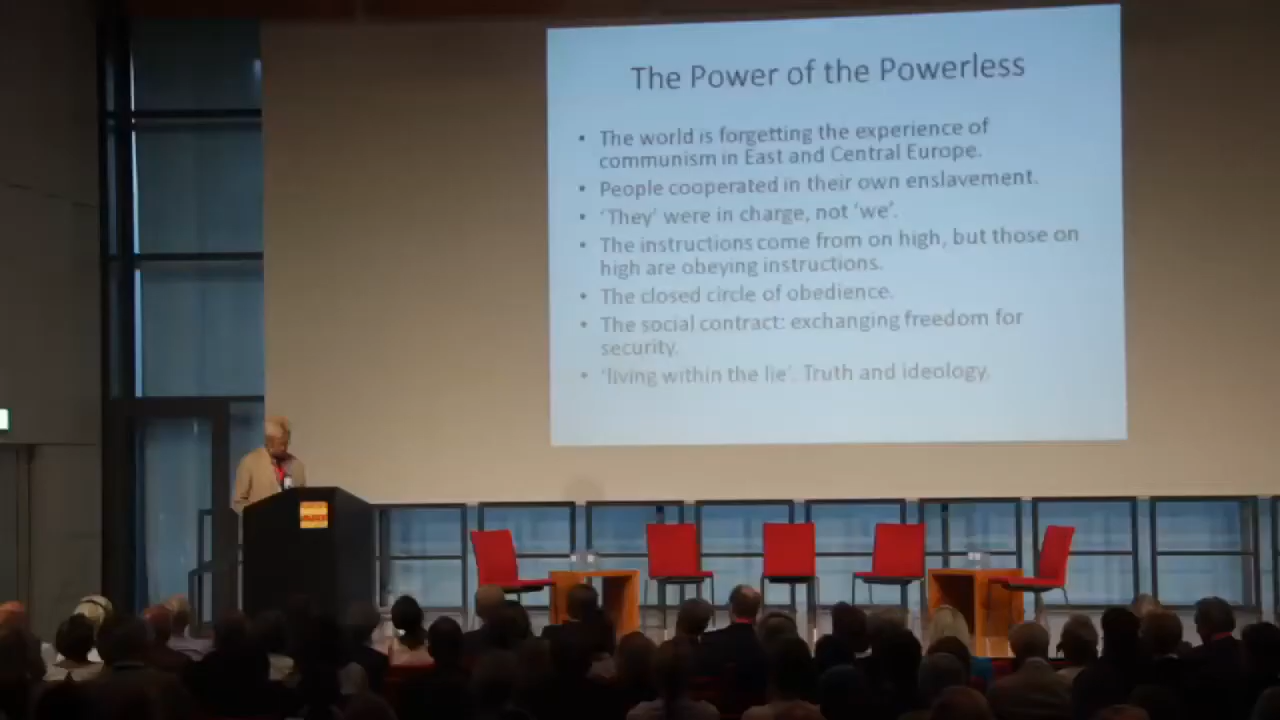 The Power of the Powerless
• The world is forgetting the experience of
communism in East and Central Europe.
• People cooperated in their own enslavement.
• 'They' were in charge, not 'we'.
• The instructions come from on high, but those on
high are obeying instructions.
• The closed circle of obedience.
• The social contract: exchanging freedom for
security.
• 'living within the lie'. Truth and ideology.